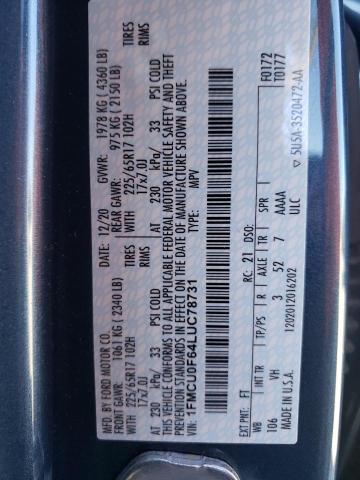 MFD. BY FORD MOTOR CO.
DATE: 12/20 GVWR: 1978 KG ( 4360 LB)
FRONT GAWR: 1061 KG ( 2340 LB) REAR GAWR: 975 KG ( 2150 LB)
WITH 225/65R17 102H TIRES WITH 225/65R17 102H TIRES
17x7.0J RIMS 17x7.0J RIMS
AT 230 kPa/ 33 PSI COLD AT 230 kPa/ 33 PSI COLD
THIS VEHICLE CONFORMS TO ALL APPLICABLE FEDERAL MOTOR VEHICLE SAFETY AND THEFT
PREVENTION STANDARDS IN EFFECT ON THE DATE OF MANUFACTURE SHOWN ABOVE.
VIN: 1FMCU0F64LUC78731
TYPE: MPV
F0172
T0177
EXT PNT: FT RC: 21 DSO:
WB INT TR TP/PS R AXLE TR SPR
106 VH 3 52 7 AAAA
ULC
MADE IN U.S.A. 1202012016202
▽ 5U5A-3520472-AA